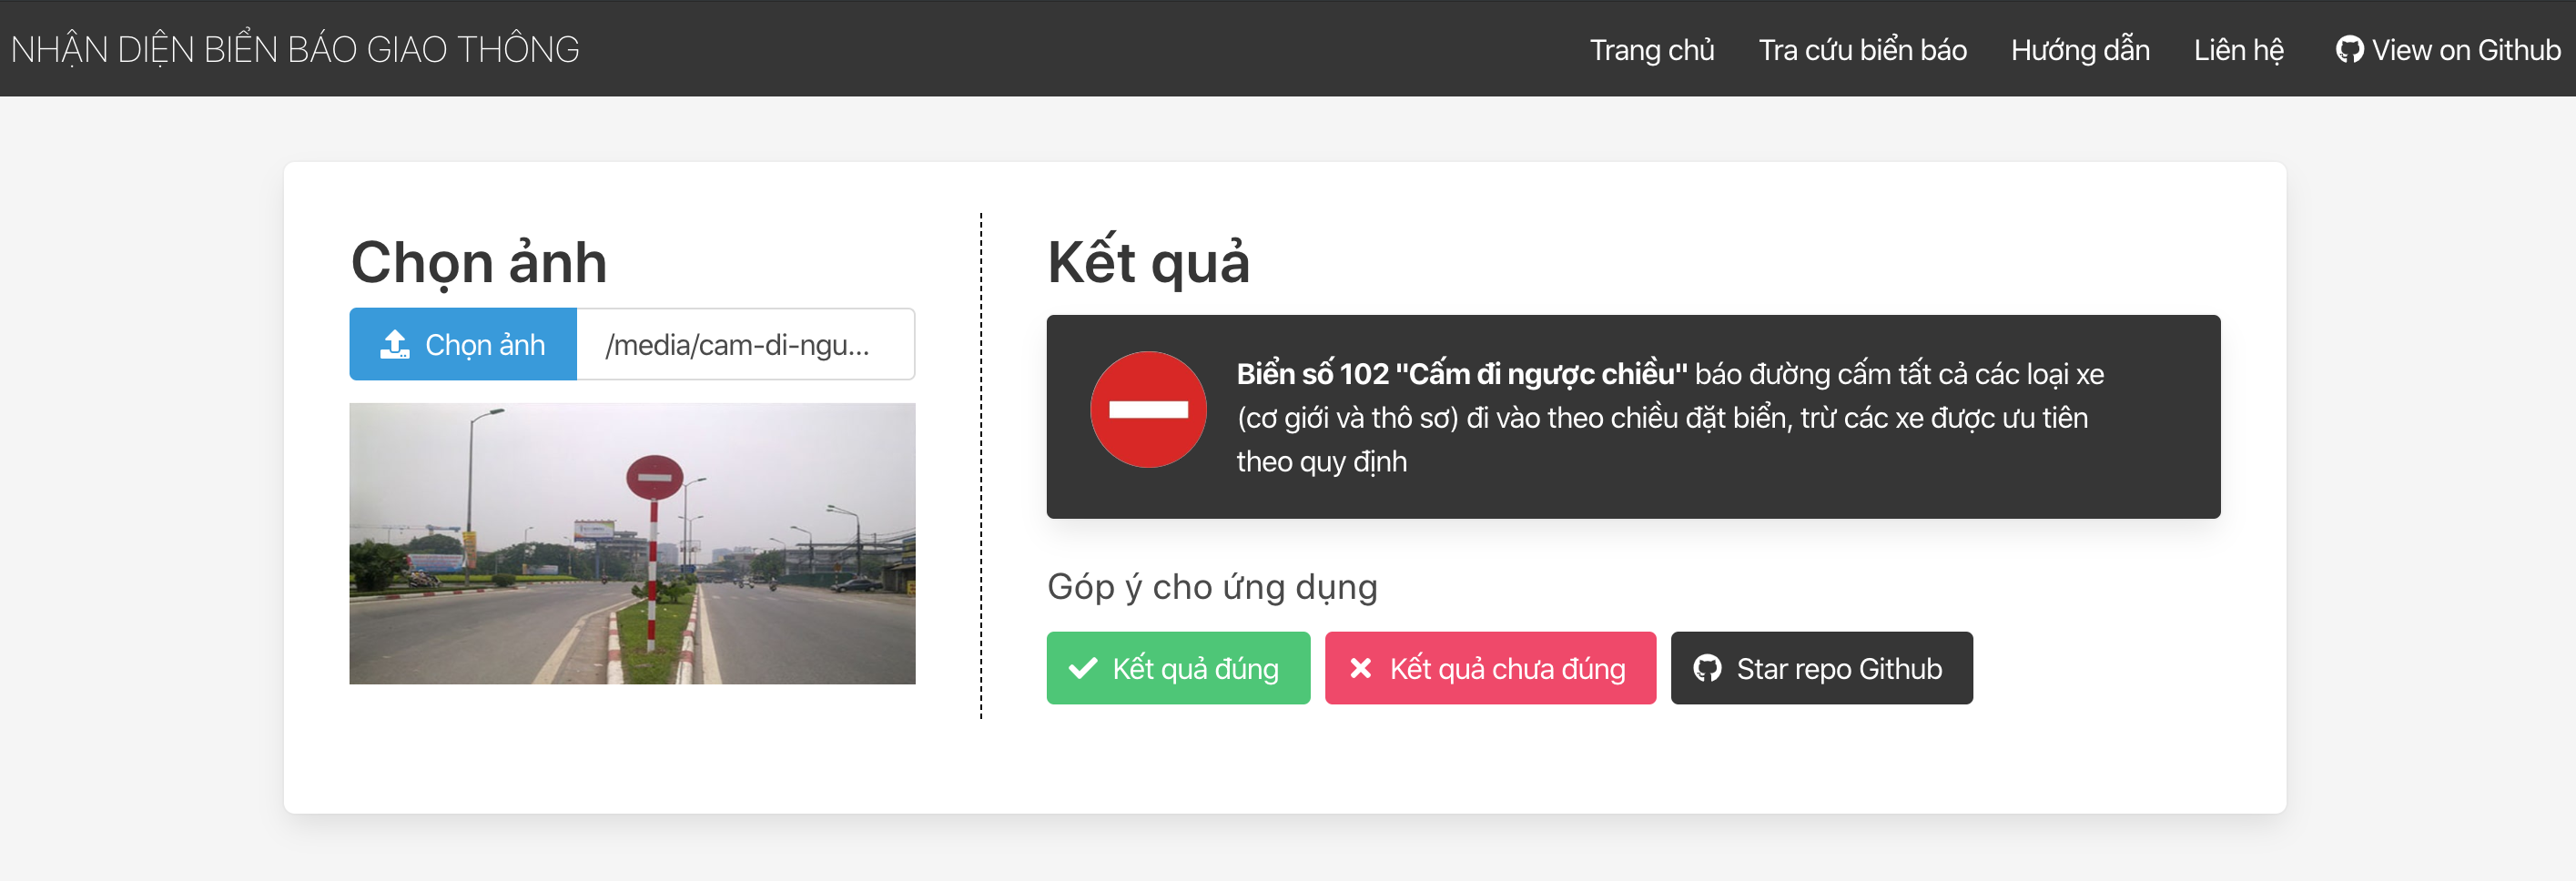 NHẬN DIỆN BIỂN BÁO GIAO THÔNG
Trang chủ
Tra cứu biển báo
Hướng dẫn
Liên hệ
View on Github
Chọn ảnh
Chọn ảnh
/media/cam-di-ngu...
Kết quả
Biển số 102 "Cấm đi ngược chiều" báo đường cấm tất cả các loại xe
(cơ giới và thô sơ) đi vào theo chiều đặt biển, trừ các xe được ưu tiên
theo quy định
Góp ý cho ứng dụng
Kết quả đúng
Kết quả chưa đúng
Star repo Github